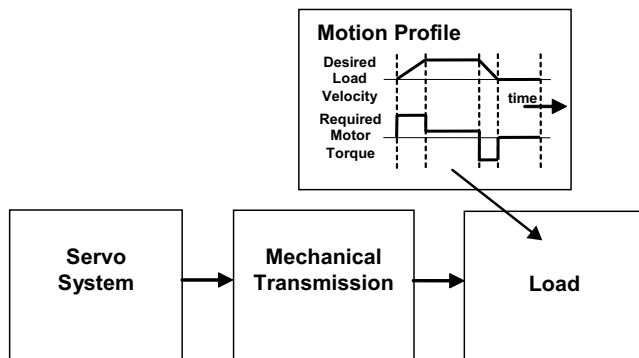 Motion Profile
Desired
Load
Velocity
time
Required
Motor
Torque
Servo
System
Mechanical
Transmission
Load